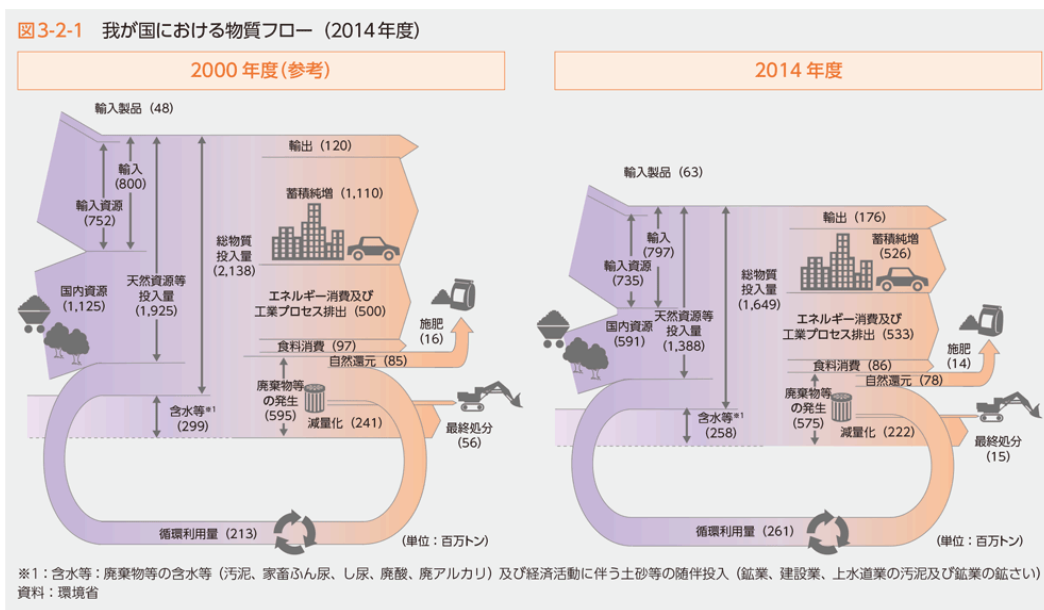 図3-2-1 我が国における物質フロー（2014年度）
2000年度（参考）
輸入製品（48）
輸入
（800）
輸入資源
（752）
国内資源
（1,125）
天然資源等
投入量
（1,925）
総物質
投入量
（2,138）
輸出（120）
蓄積純増（1,110）
エネルギー消費及び
工業プロセス排出（500）
食料消費（97）
施肥
（16）
自然還元（85）
廃棄物等
の発生
（595）
含水等※1
（299）
減量化（241）
最終処分
（56）
循環利用量（213）
（単位：百万トン）
2014年度
輸入製品（63）
輸入
（797）
輸入資源
（735）
国内資源
（591）
天然資源等
投入量
（1,388）
総物質
投入量
（1,649）
輸出（176）
蓄積純増
（526）
エネルギー消費及び
工業プロセス排出（533）
食料消費（86）
施肥
（14）
自然還元（78）
廃棄物等
の発生
（575）
含水等※1
（258）
減量化（222）
最終処分
（15）
循環利用量（261）
（単位：百万トン）
※1：含水等：廃棄物等の含水等（汚泥、家畜ふん尿、し尿、廃酸、廃アルカリ）及び経済活動に伴う土砂等の随伴投入（鉱業、建設業、上水道業の汚泥及び鉱業の鉱さい）
資料：環境省